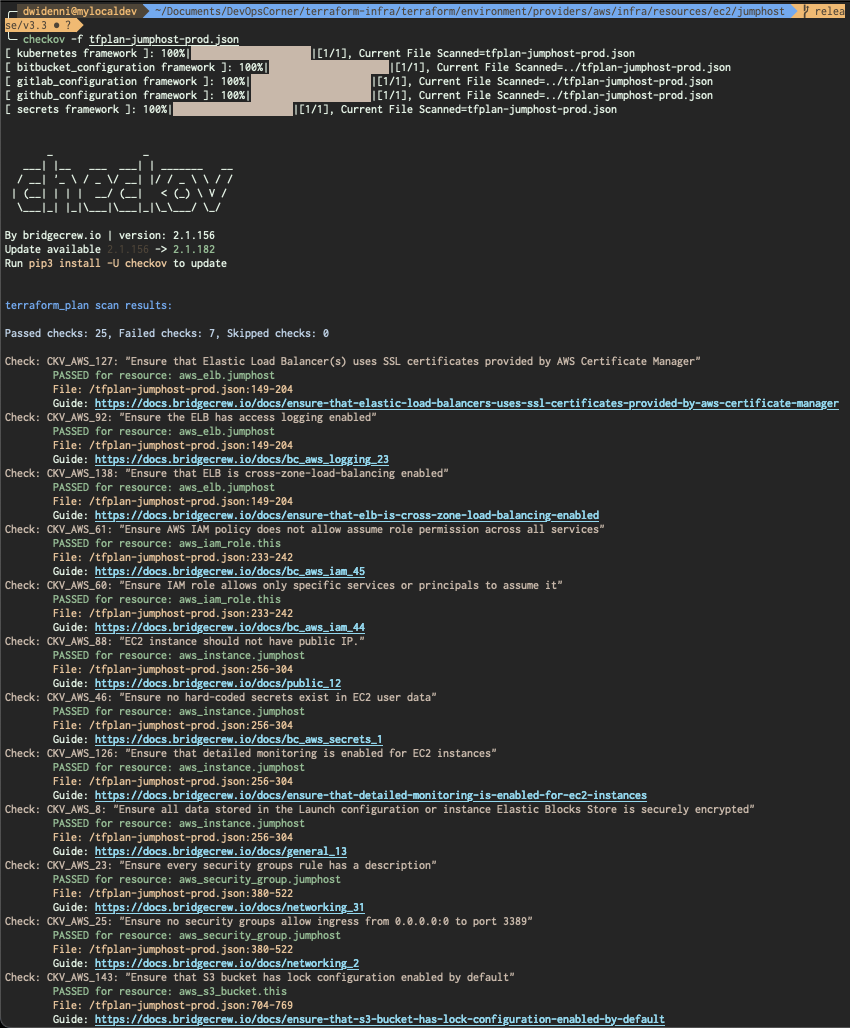 dwidenni@mylocaldev ~/Documents/DevOpsCorner/terraform-infra/terraform/environment/providers/aws/infra/resources/ec2/jumphost relea
se/v3.3 ● ?
checkov -f tfplan-jumphost-prod.json
[ kubernetes framework ]: 100%| |[1/1], Current File Scanned=tfplan-jumphost-prod.json
[ bitbucket_configuration framework ]: 100%| |[1/1], Current File Scanned=../tfplan-jumphost-prod.json
[ gitlab_configuration framework ]: 100%| |[1/1], Current File Scanned=../tfplan-jumphost-prod.json
[ github_configuration framework ]: 100%| |[1/1], Current File Scanned=../tfplan-jumphost-prod.json
[ secrets framework ]: 100%| |[1/1], Current File Scanned=tfplan-jumphost-prod.json
checkov
By bridgecrew.io | version: 2.1.156
Update available 2.1.156 -> 2.1.182
Run pip3 install -U checkov to update
terraform_plan scan results:
Passed checks: 25, Failed checks: 7, Skipped checks: 0
Check: CKV_AWS_127: "Ensure that Elastic Load Balancer(s) uses SSL certificates provided by AWS Certificate Manager"
PASSED for resource: aws_elb.jumphost
File: /tfplan-jumphost-prod.json:149-204
Guide: https://docs.bridgecrew.io/docs/ensure-that-elastic-load-balancers-uses-ssl-certificates-provided-by-aws-certificate-manager
Check: CKV_AWS_92: "Ensure the ELB has access logging enabled"
PASSED for resource: aws_elb.jumphost
File: /tfplan-jumphost-prod.json:149-204
Guide: https://docs.bridgecrew.io/docs/bc_aws_logging_23
Check: CKV_AWS_138: "Ensure that ELB is cross-zone-load-balancing enabled"
PASSED for resource: aws_elb.jumphost
File: /tfplan-jumphost-prod.json:149-204
Guide: https://docs.bridgecrew.io/docs/ensure-that-elb-is-cross-zone-load-balancing-enabled
Check: CKV_AWS_61: "Ensure AWS IAM policy does not allow assume role permission across all services"
PASSED for resource: aws_iam_role.this
File: /tfplan-jumphost-prod.json:233-242
Guide: https://docs.bridgecrew.io/docs/bc_aws_iam_45
Check: CKV_AWS_60: "Ensure IAM role allows only specific services or principals to assume it"
PASSED for resource: aws_iam_role.this
File: /tfplan-jumphost-prod.json:233-242
Guide: https://docs.bridgecrew.io/docs/bc_aws_iam_44
Check: CKV_AWS_88: "EC2 instance should not have public IP."
PASSED for resource: aws_instance.jumphost
File: /tfplan-jumphost-prod.json:256-304
Guide: https://docs.bridgecrew.io/docs/public_12
Check: CKV_AWS_46: "Ensure no hard-coded secrets exist in EC2 user data"
PASSED for resource: aws_instance.jumphost
File: /tfplan-jumphost-prod.json:256-304
Guide: https://docs.bridgecrew.io/docs/bc_aws_secrets_1
Check: CKV_AWS_126: "Ensure that detailed monitoring is enabled for EC2 instances"
PASSED for resource: aws_instance.jumphost
File: /tfplan-jumphost-prod.json:256-304
Guide: https://docs.bridgecrew.io/docs/ensure-that-detailed-monitoring-is-enabled-for-ec2-instances
Check: CKV_AWS_8: "Ensure all data stored in the Launch configuration or instance Elastic Blocks Store is securely encrypted"
PASSED for resource: aws_instance.jumphost
File: /tfplan-jumphost-prod.json:256-304
Guide: https://docs.bridgecrew.io/docs/general_13
Check: CKV_AWS_23: "Ensure every security groups rule has a description"
PASSED for resource: aws_security_group.jumphost
File: /tfplan-jumphost-prod.json:380-522
Guide: https://docs.bridgecrew.io/docs/networking_31
Check: CKV_AWS_25: "Ensure no security groups allow ingress from 0.0.0.0:0 to port 3389"
PASSED for resource: aws_security_group.jumphost
File: /tfplan-jumphost-prod.json:380-522
Guide: https://docs.bridgecrew.io/docs/networking_2
Check: CKV_AWS_143: "Ensure that S3 bucket has lock configuration enabled by default"
PASSED for resource: aws_s3_bucket.this
File: /tfplan-jumphost-prod.json:704-769
Guide: https://docs.bridgecrew.io/docs/ensure-that-s3-bucket-has-lock-configuration-enabled-by-default